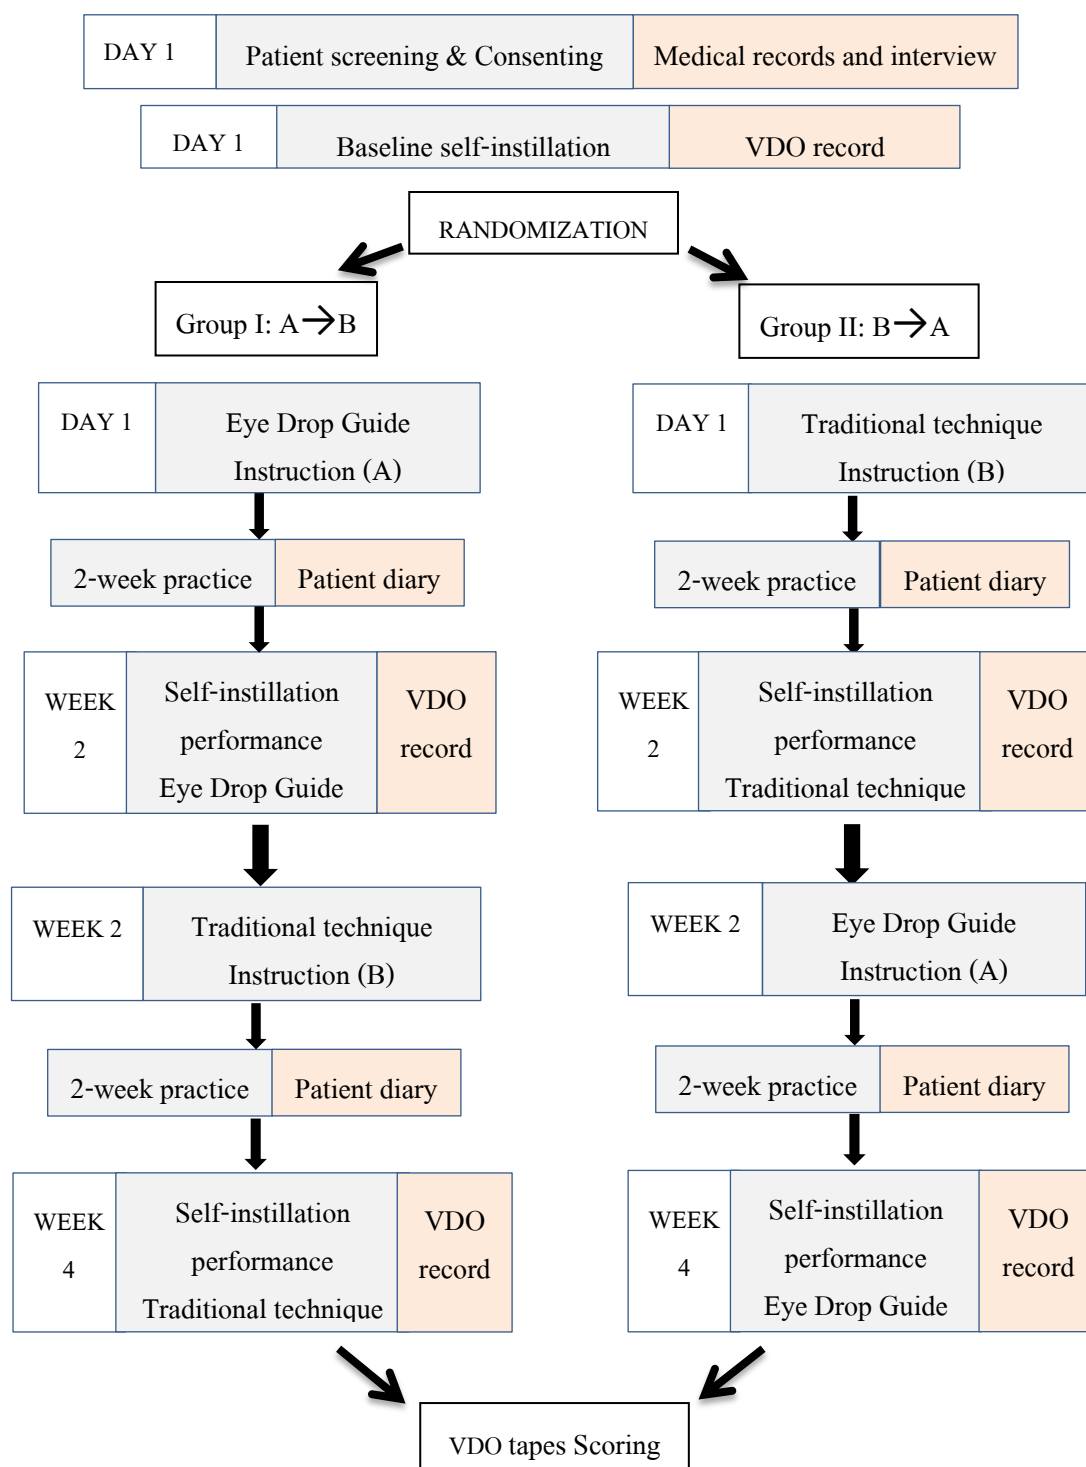 DAY 1 Patient screening & Consenting Medical records and interview
DAY 1 Baseline self-instillation VDO record
RANDOMIZATION
Group I: A→B
Group II: B→A
DAY 1
Eye Drop Guide
Instruction (A)
2-week practice Patient diary
WEEK
2
Self-instillation
performance
Eye Drop Guide
VDO
record
WEEK 2
Traditional technique
Instruction (B)
2-week practice Patient diary
WEEK
4
Self-instillation
performance
Traditional technique
VDO
record
DAY 1
Traditional technique
Instruction (B)
2-week practice Patient diary
WEEK
2
Self-instillation
performance
Traditional technique
VDO
record
WEEK 2
Eye Drop Guide
Instruction (A)
2-week practice Patient diary
WEEK
4
Self-instillation
performance
Eye Drop Guide
VDO
record
VDO tapes Scoring